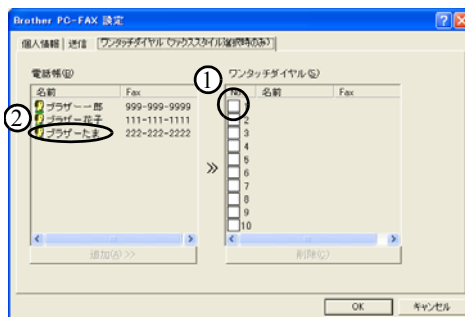 Brother PC-FAX 設定
個人情報 送信 ワンタッチダイヤル (ファクススタイル選択時のみ)
電話帳(B)
ワンタッチダイヤル(S)
名前 Fax
ブラザー一郎 999-999-9999
ブラザー花子 111-111-1111
ブラザーたま 222-222-2222
①
②
No. 名前 Fax
1
2
3
4
5
6
7
8
9
10
追加(A) >>
削除(C)
OK キャンセル